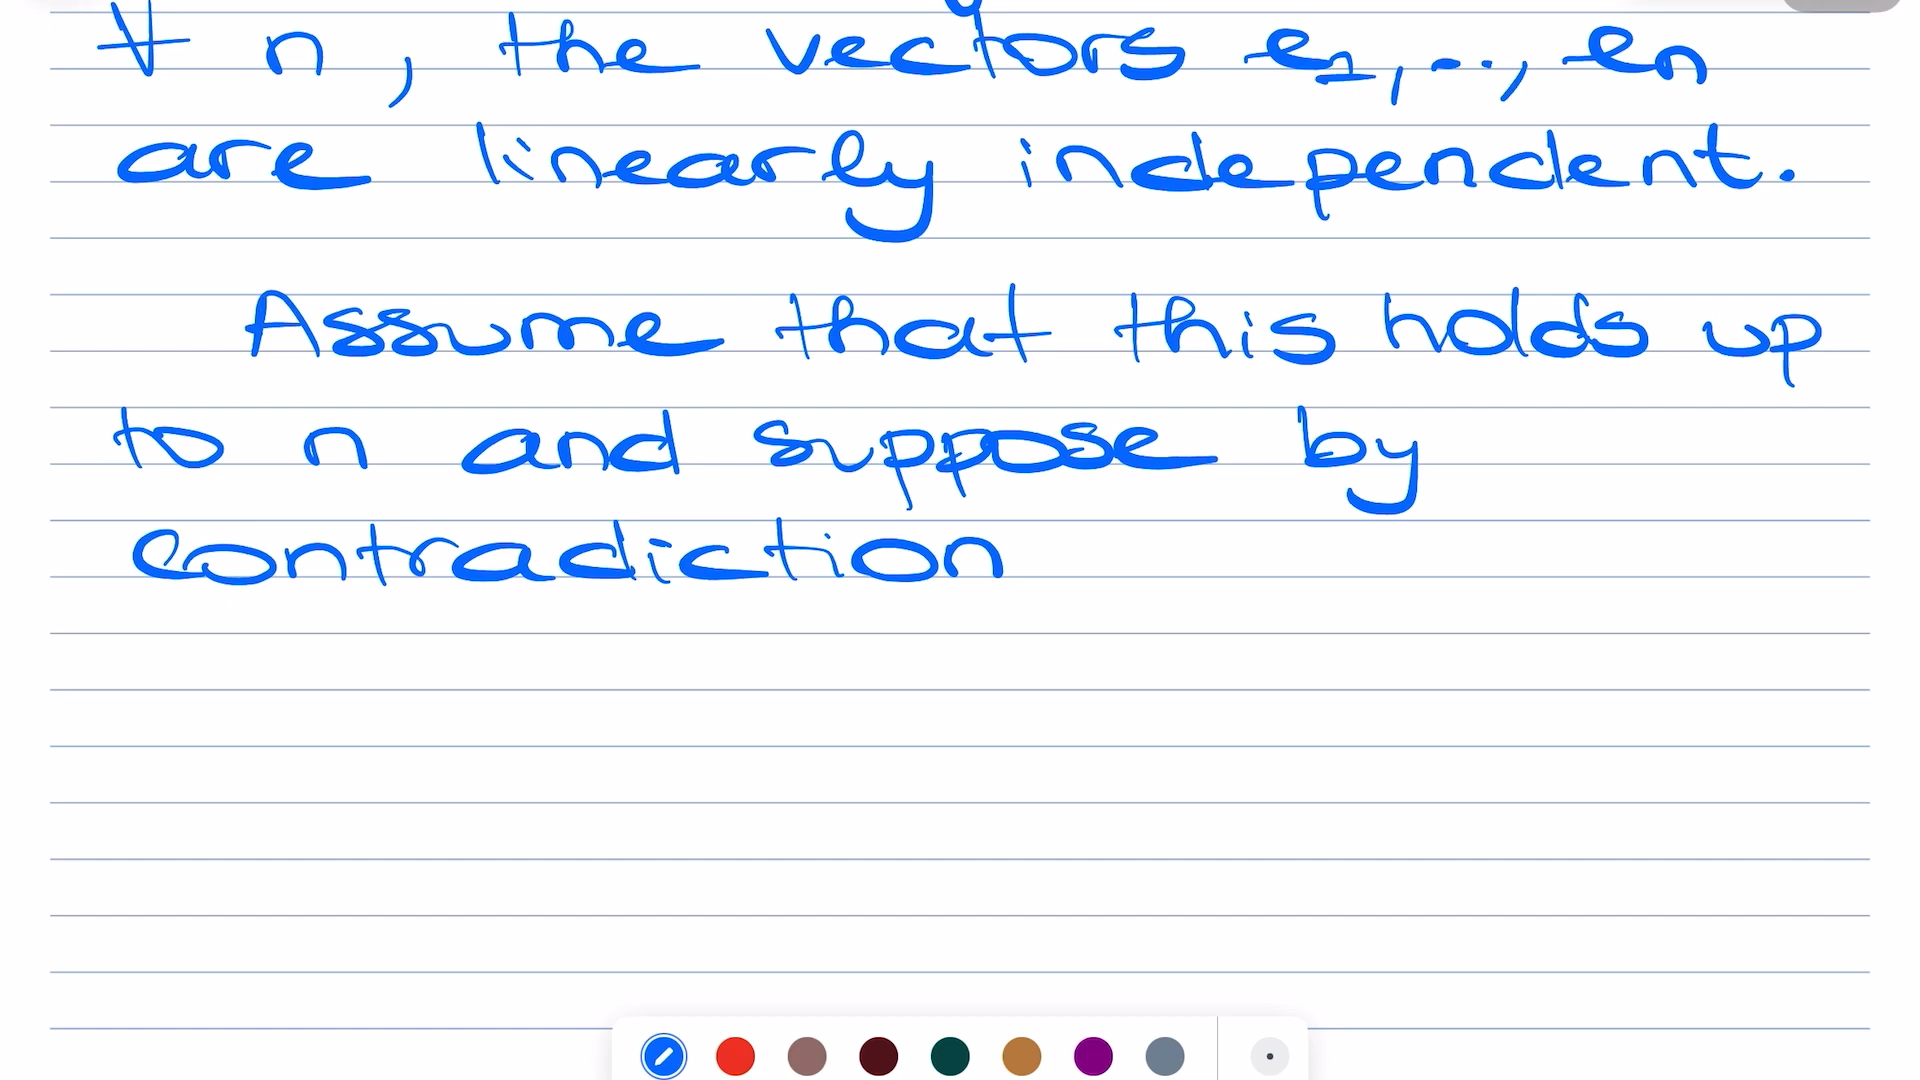 ∀ n, the vectors e₁,..,eₙ
are linearly independent.
Assume that this holds up
to n and suppose by
contradiction